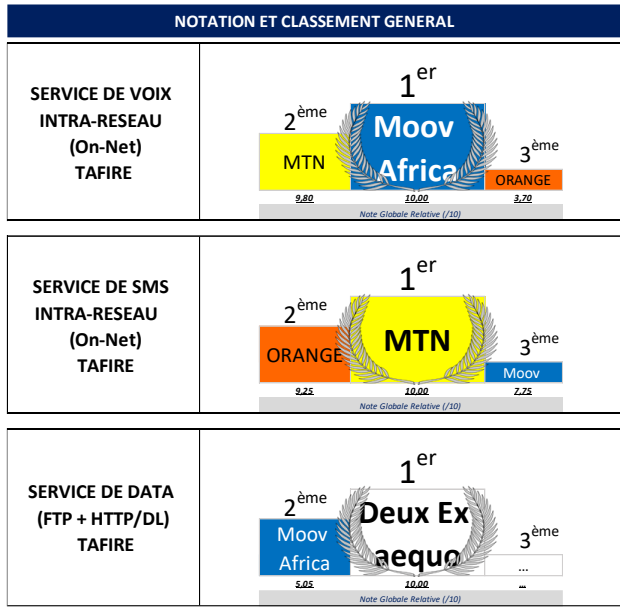 NOTATION ET CLASSEMENT GENERAL
SERVICE DE VOIX
INTRA-RESEAU
(On-Net)
TAFIRE
1er
2ème
Moov
Africa
MTN
3ème
ORANGE
9,80 10,00 3,70
Note Globale Relative (/10)
SERVICE DE SMS
INTRA-RESEAU
(On-Net)
TAFIRE
1er
2ème
MTN
ORANGE
3ème
Moov
9,25 10,00 7,75
Note Globale Relative (/10)
SERVICE DE DATA
(FTP + HTTP/DL)
TAFIRE
1er
2ème
Deux Ex
aequo
Moov
Africa
3ème
...
5,05 10,00 ...
Note Globale Relative (/10)